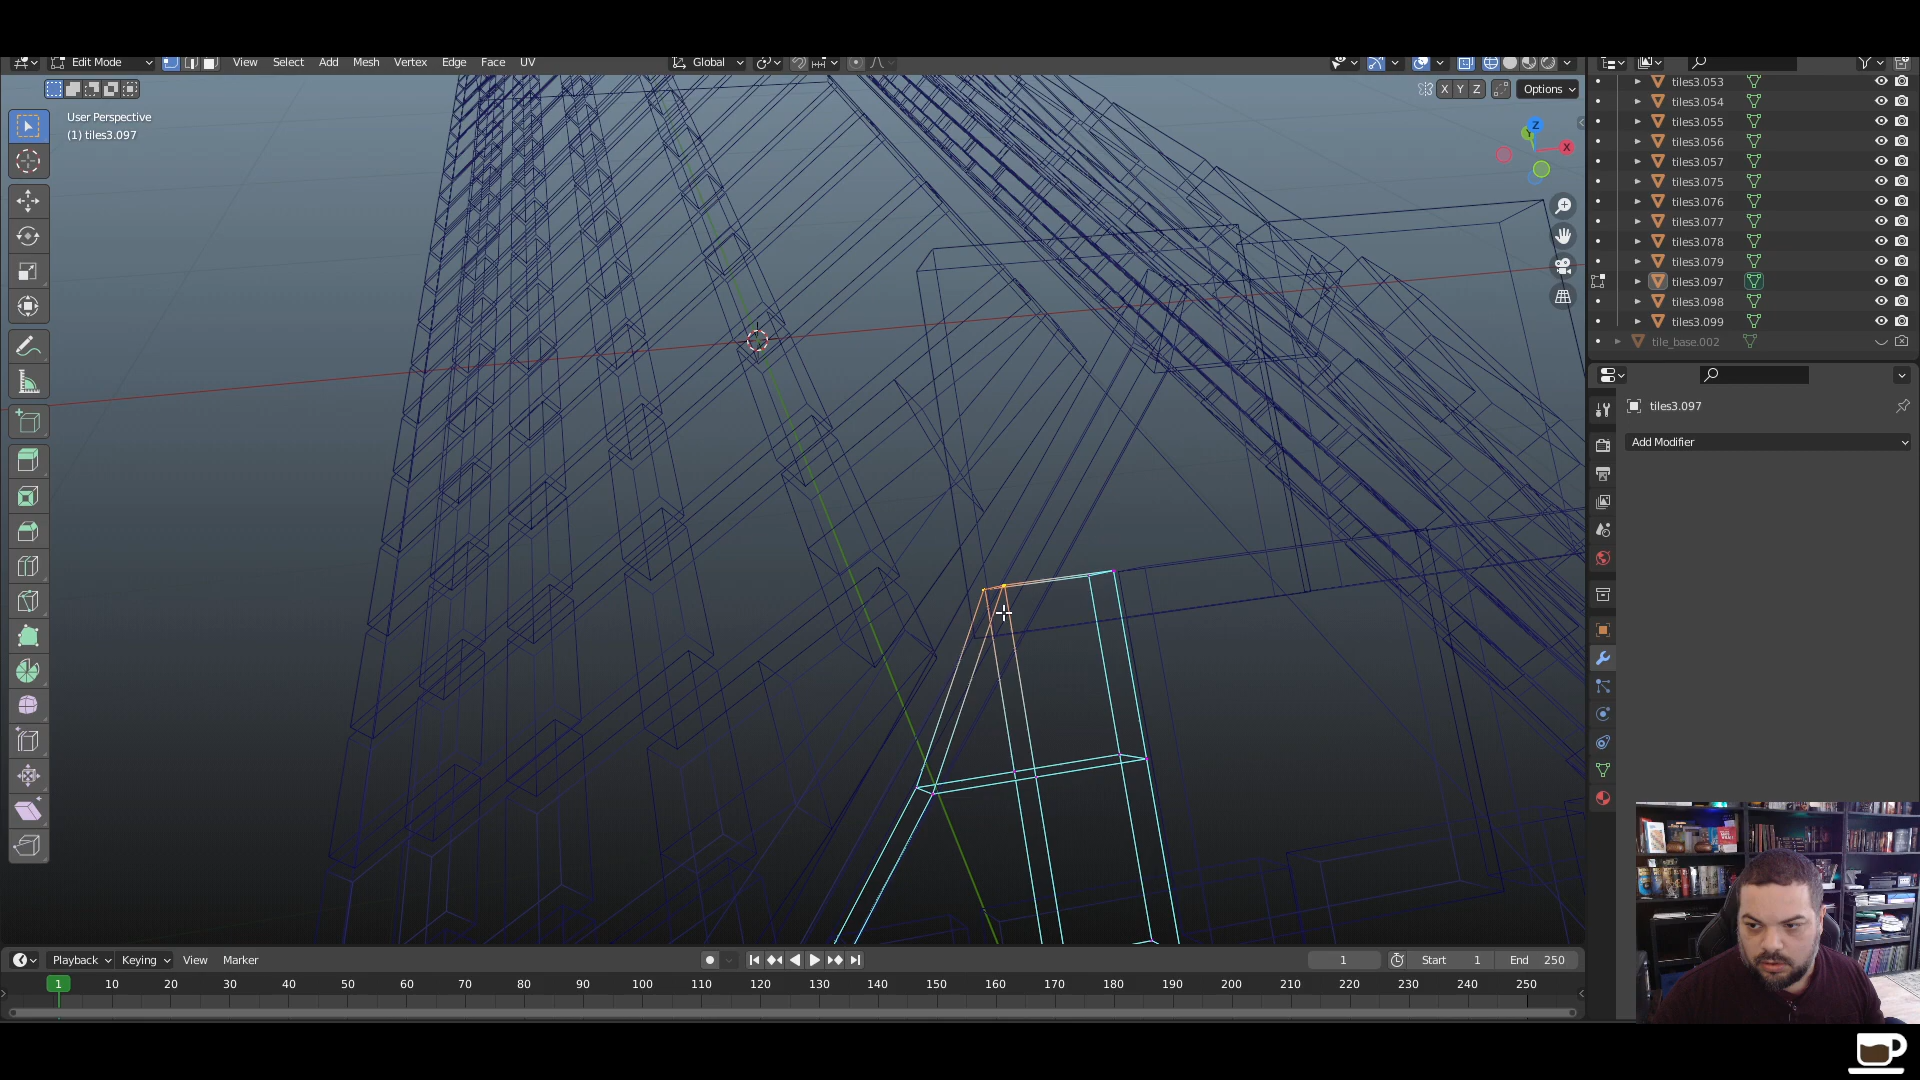 Edit Mode View Select Add Mesh Vertex Edge Face UV Global
X Y Z Options
User Perspective
(1) tiles3.097
Z
Y
X
tiles3.053
tiles3.054
tiles3.055
tiles3.056
tiles3.057
tiles3.075
tiles3.076
tiles3.077
tiles3.078
tiles3.079
tiles3.097
tiles3.098
tiles3.099
tile_base.002
tiles3.097
Add Modifier
Playback Keying View Marker 1 Start 1 End 250
1 10 20 30 40 50 60 70 80 90 100 110 120 130 140 150 160 170 180 190 200 210 220 230 240 250